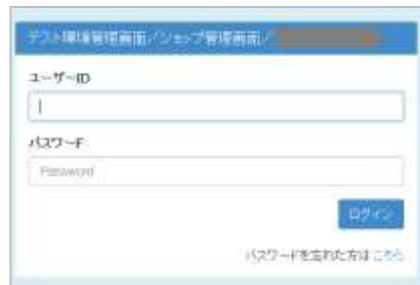 テスト環境管理画面／ショップ管理画面／
ユーザーID
パスワード
Password
ログイン
パスワードを忘れた方は こちら